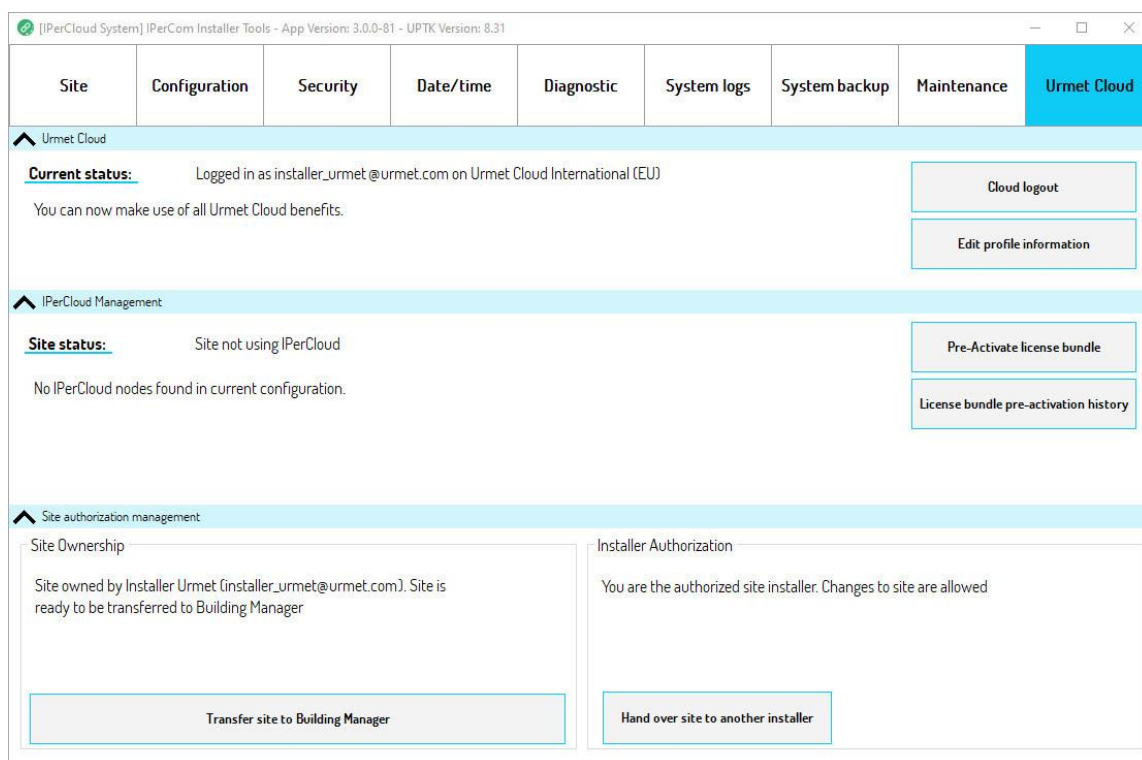 [IPerCloud System] IPerCom Installer Tools - App Version: 3.0.0-81 - UPTK Version: 8.31
Site Configuration Security Date/time Diagnostic System logs System backup Maintenance Urmet Cloud
Urmet Cloud
Current status: Logged in as installer_urmet @urmet.com on Urmet Cloud International (EU)
Cloud logout
You can now make use of all Urmet Cloud benefits.
Edit profile information
IPerCloud Management
Site status: Site not using IPerCloud
Pre-Activate license bundle
No IPerCloud nodes found in current configuration.
License bundle pre-activation history
Site authorization management
Site Ownership
Site owned by Installer Urmet (installer_urmet@urmet.com). Site is
ready to be transferred to Building Manager
Transfer site to Building Manager
Installer Authorization
You are the authorized site installer. Changes to site are allowed
Hand over site to another installer